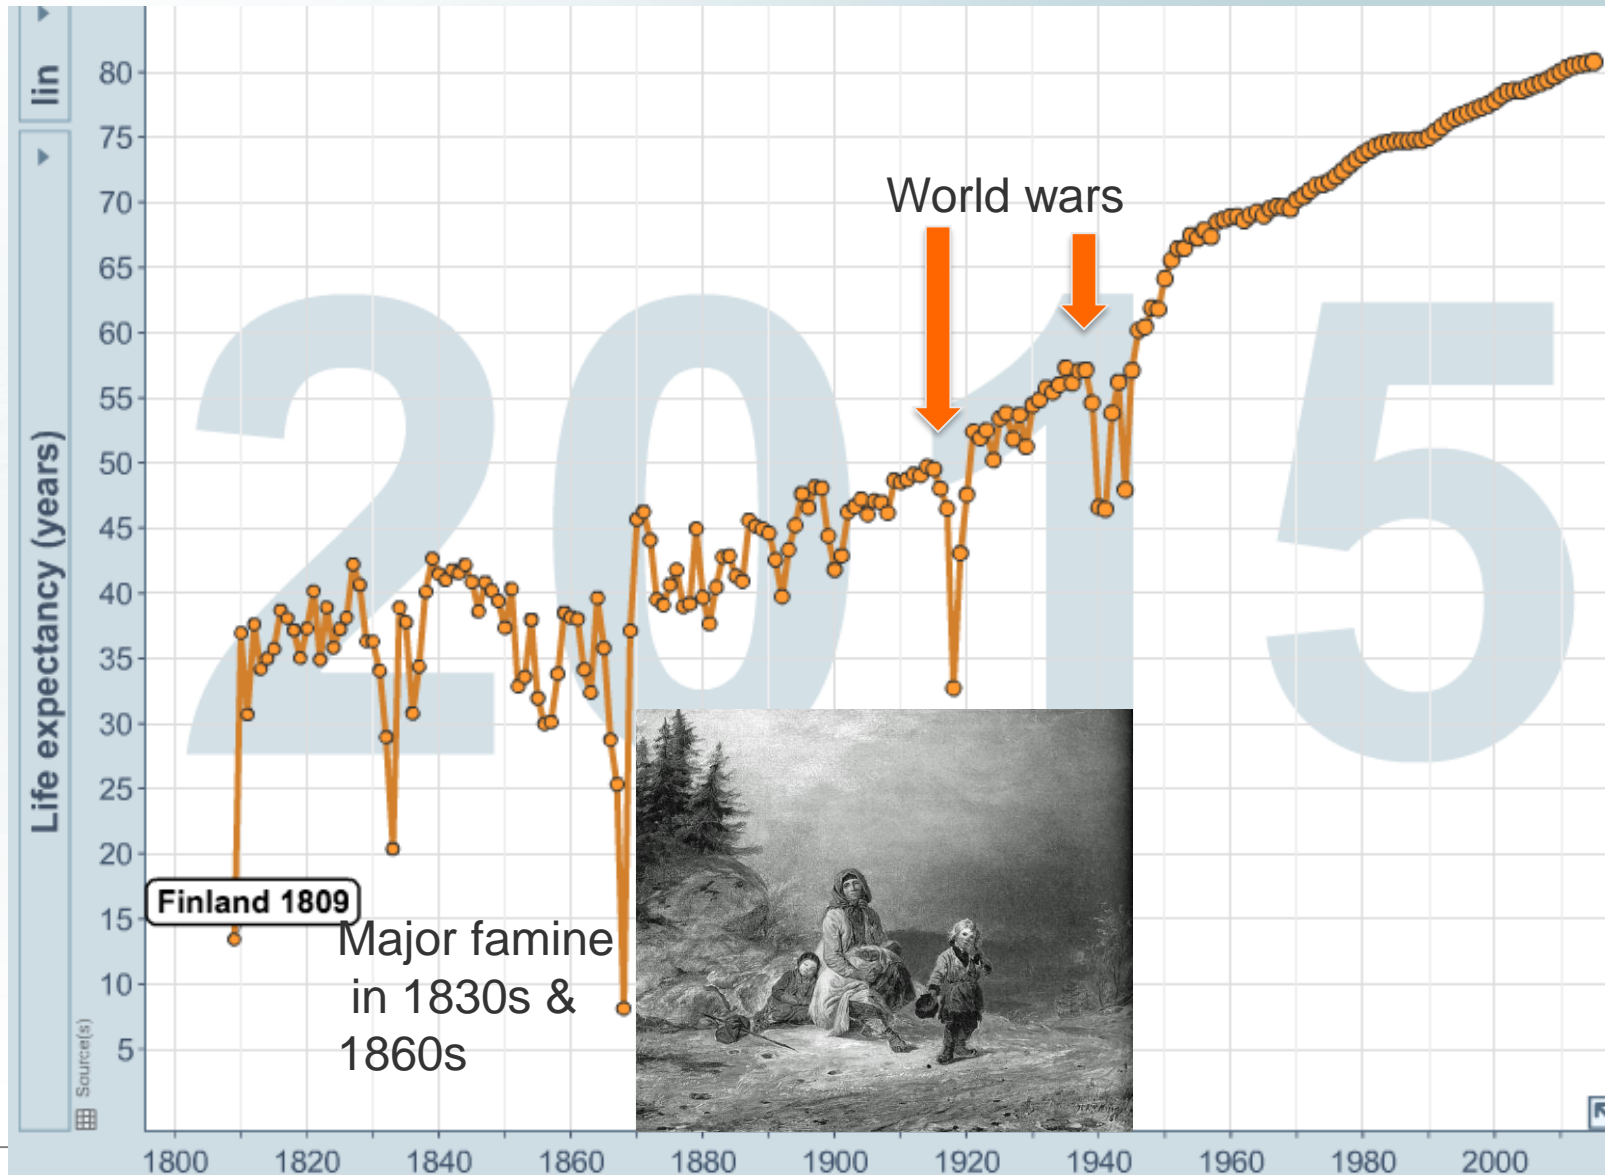 lin
Life expectancy (years)
Source(s)
80
75
70
65
60
55
50
45
40
35
30
25
20
15
10
5
2015
World wars
Finland 1809
Major famine
in 1830s &
1860s
1800 1820 1840 1860 1880 1900 1920 1940 1960 1980 2000